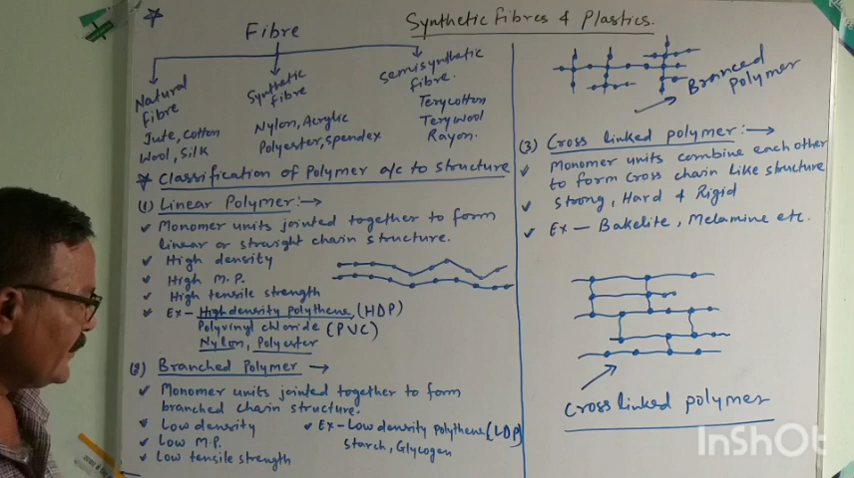 Synthetic Fibres & Plastics.
Fibre
Natural
Fibre
Jute, Cotton
Wool, Silk
Synthetic
Fibre
Nylon, Acrylic
Polyester, Spendex
Semisynthetic
fibre.
Terycotton
Terywool
Rayon.
Classification of Polymer a/c to structure
(1) Linear Polymer:→
Monomer units jointed together to form
linear or straight chain structure.
High density
High M.P.
High tensile strength
Ex- High density polythene (HDP)
Polyvinyl chloride (PVC)
Nylon, Polyester
(2) Branched Polymer →
Monomer units jointed together to form
branched chain structure.
Low density
Low M.P.
Low tensile strength
Ex- Low density polythene (LDP)
starch, Glycogen
Branced
Polymer
(3) Cross linked polymer:→
Monomer units combine each other
to form cross chain like structure
Strong, Hard & Rigid
Ex- Bakelite, Melamine etc.
Cross linked polymer
InShOt